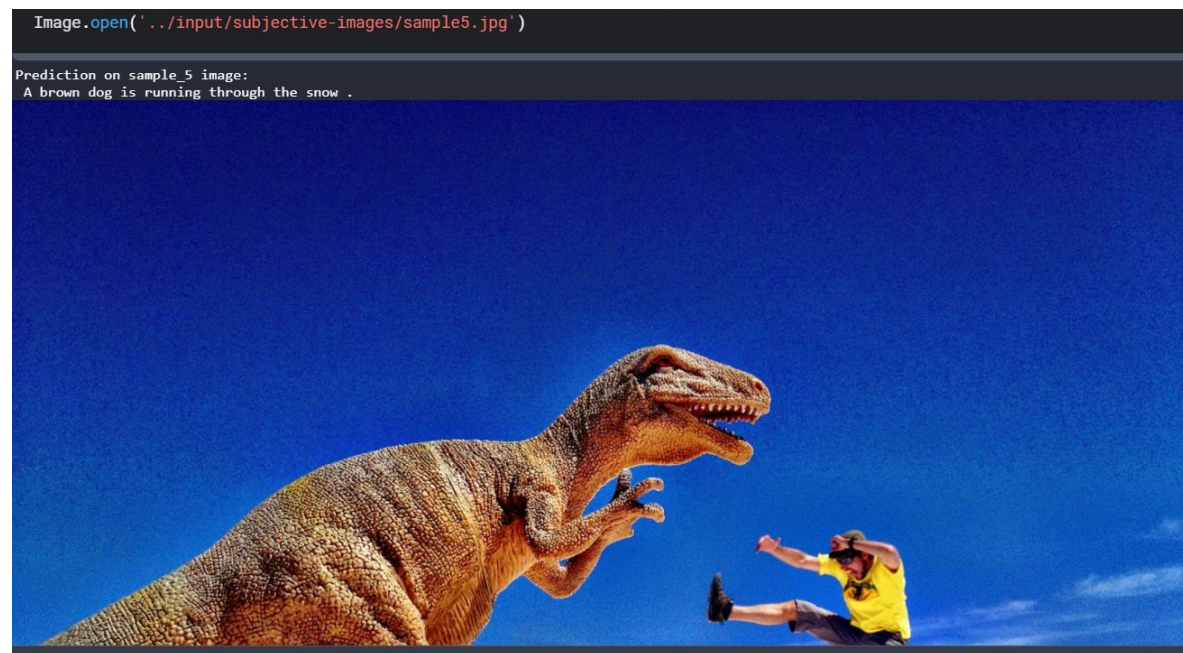 Image.open('../input/subjective-images/sample5.jpg')
Prediction on sample_5 image:
A brown dog is running through the snow .